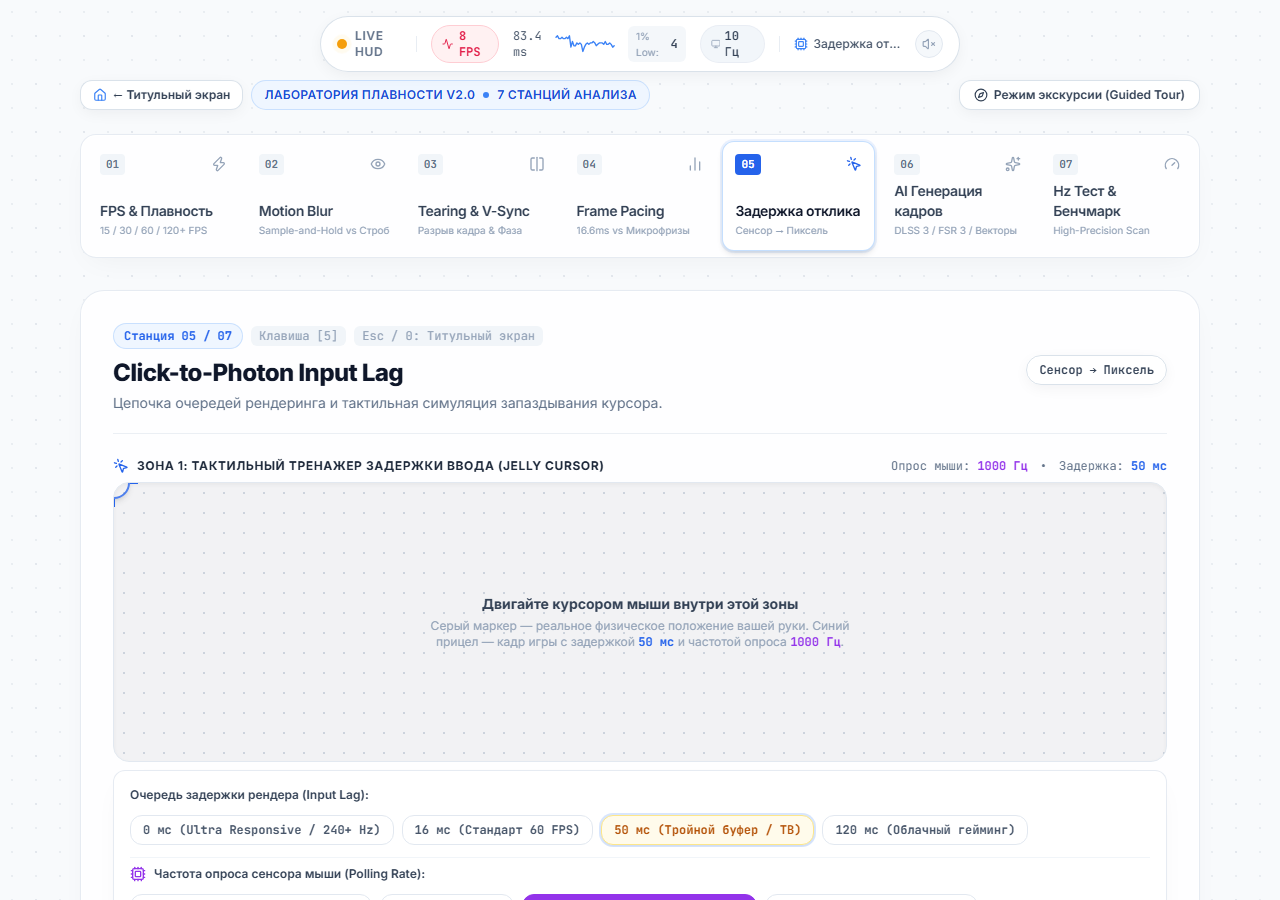 LIVE HUD
8 FPS
83.4 ms
1% Low: 4
10 Гц
Задержка от...
← Титульный экран
ЛАБОРАТОРИЯ ПЛАВНОСТИ V2.0 • 7 СТАНЦИЙ АНАЛИЗА
Режим экскурсии (Guided Tour)
01
FPS & Плавность
15 / 30 / 60 / 120+ FPS
02
Motion Blur
Sample-and-Hold vs Строб
03
Tearing & V-Sync
Разрыв кадра & Фаза
04
Frame Pacing
16.6ms vs Микрофризы
05
Задержка отклика
Сенсор → Пиксель
06
AI Генерация
кадров
DLSS 3 / FSR 3 / Векторы
07
Hz Тест &
Бенчмарк
High-Precision Scan
Станция 05 / 07
Клавиша [5]
Esc / 0: Титульный экран
Click-to-Photon Input Lag
Сенсор → Пиксель
Цепочка очередей рендеринга и тактильная симуляция запаздывания курсора.
ЗОНА 1: ТАКТИЛЬНЫЙ ТРЕНАЖЕР ЗАДЕРЖКИ ВВОДА (JELLY CURSOR)
Опрос мыши: 1000 Гц • Задержка: 50 мс
Двигайте курсором мыши внутри этой зоны
Серый маркер — реальное физическое положение вашей руки. Синий
прицел — кадр игры с задержкой 50 мс и частотой опроса 1000 Гц.
Очередь задержки рендера (Input Lag):
0 мс (Ultra Responsive / 240+ Hz)
16 мс (Стандарт 60 FPS)
50 мс (Тройной буфер / ТВ)
120 мс (Облачный гейминг)
Частота опроса сенсора мыши (Polling Rate):